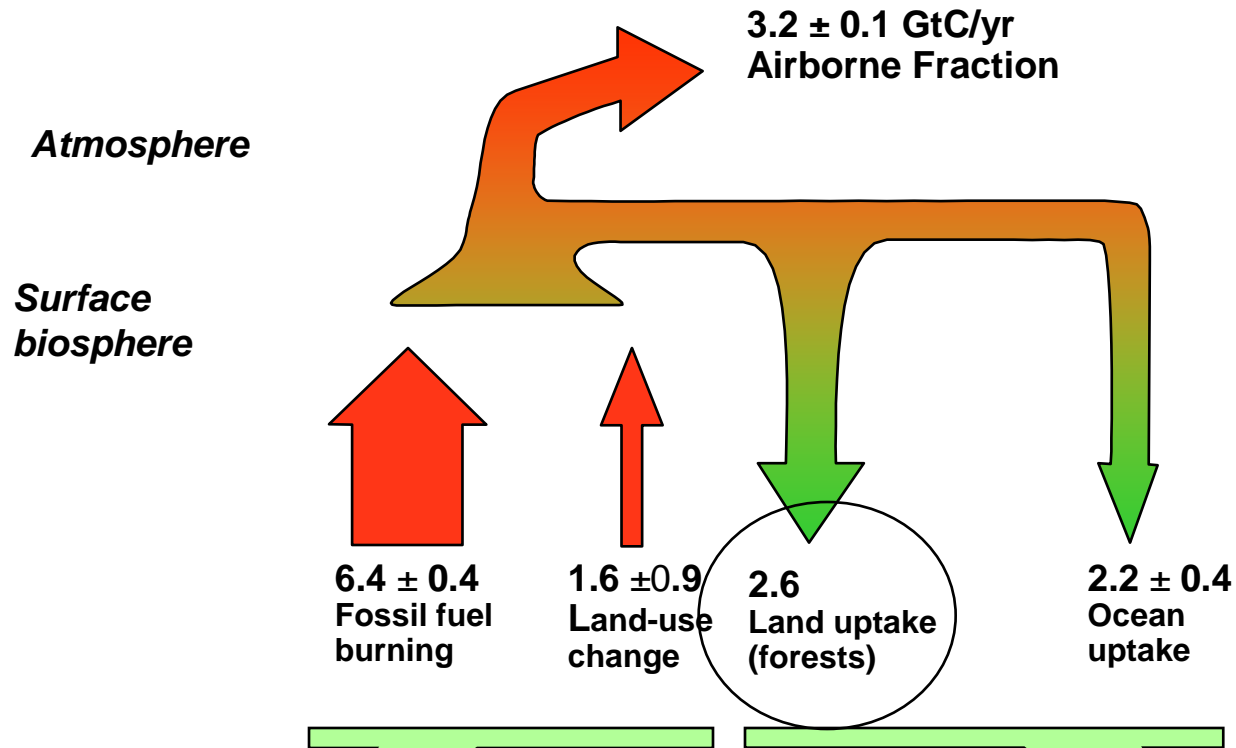 3.2 ± 0.1 GtC/yr
Airborne Fraction
Atmosphere
Surface
biosphere
6.4 ± 0.4
Fossil fuel
burning
1.6 ±0.9
Land-use
change
2.6
Land uptake
(forests)
2.2 ± 0.4
Ocean
uptake